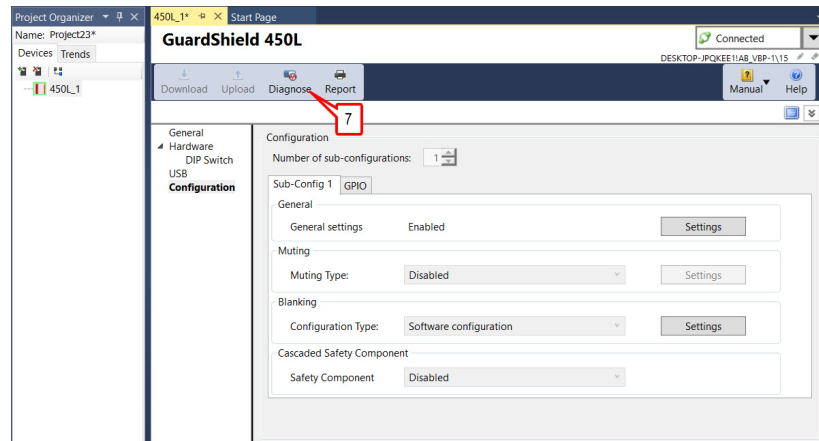 Project Organizer
Name: Project23*
Devices Trends
450L_1
450L_1* Start Page
GuardShield 450L
Connected
DESKTOP-JPQKEE1!AB_VBP-1\15
Download Upload Diagnose Report
Manual Help
7
General
Hardware
DIP Switch
USB
Configuration
Configuration
Number of sub-configurations: 1
Sub-Config 1 GPIO
General
General settings Enabled Settings
Muting
Muting Type: Disabled Settings
Blanking
Configuration Type: Software configuration Settings
Cascaded Safety Component
Safety Component Disabled